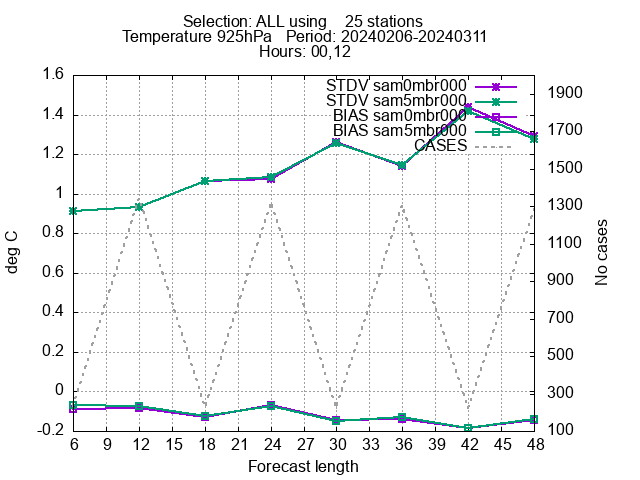 Selection: ALL using    25 stations
Temperature 925hPa   Period: 20240206-20240311
Hours: 00,12
STDV sam0mbr000
STDV sam5mbr000
BIAS sam0mbr000
BIAS sam5mbr000
CASES
deg C
1.6
1.4
1.2
1
0.8
0.6
0.4
0.2
0
-0.2
No cases
1900
1700
1500
1300
1100
900
700
500
300
100
6 9 12 15 18 21 24 27 30 33 36 39 42 45 48
Forecast length